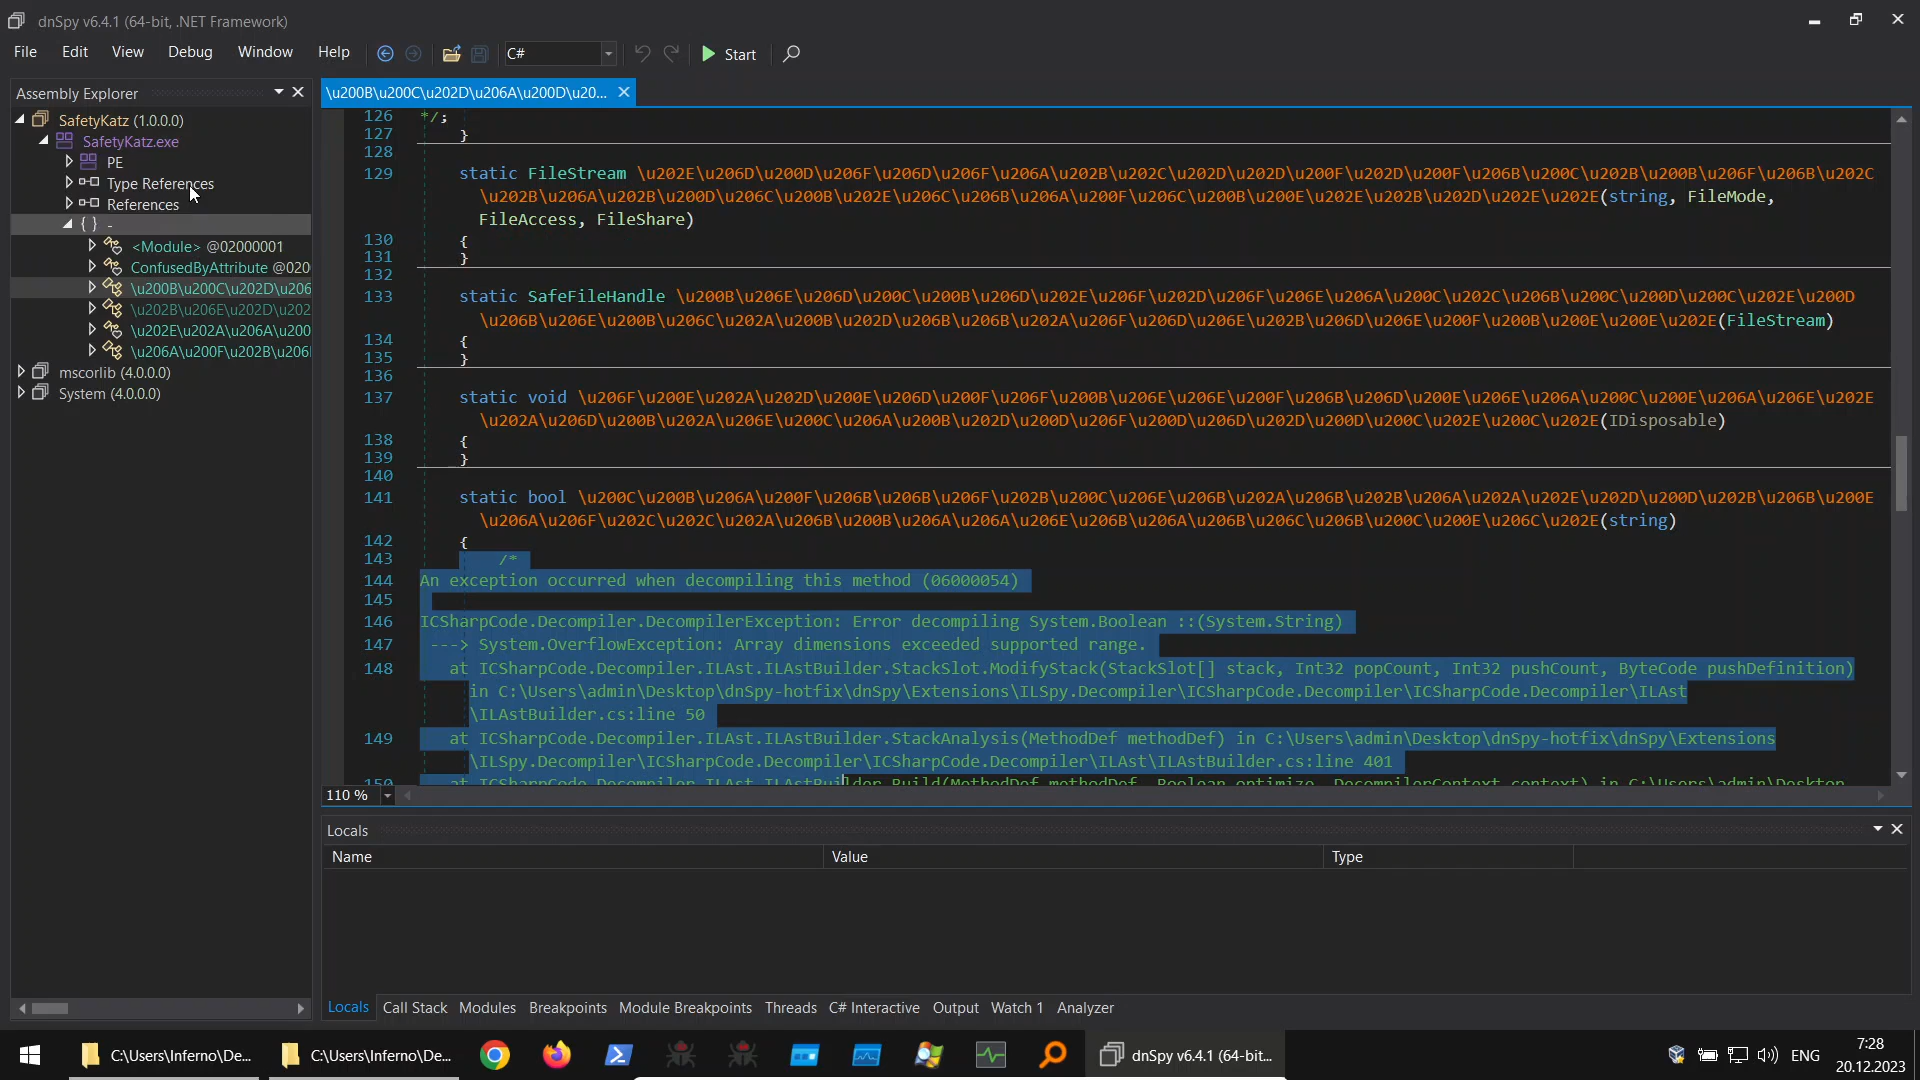 dnSpy v6.4.1 (64-bit, .NET Framework)
File Edit View Debug Window Help C# Start
Assembly Explorer
SafetyKatz (1.0.0.0)
SafetyKatz.exe
PE
Type References
References
{ } -
<Module> @02000001
ConfusedByAttribute @020
\u200B\u200C\u202D\u206
\u202B\u206E\u202D\u202
\u202E\u202A\u206A\u200
\u206A\u200F\u202B\u206
mscorlib (4.0.0.0)
System (4.0.0.0)
\u200B\u200C\u202D\u206A\u200D\u20...
126 */;
127 }
128
129 static FileStream \u202E\u206D\u200D\u206F\u206D\u206F\u206A\u202B\u202C\u202D\u202D\u200F\u202D\u200F\u206B\u200C\u202B\u200B\u206F\u206B\u202C
\u202B\u206A\u202B\u200D\u206C\u200B\u202E\u206C\u206B\u206A\u200F\u206C\u200B\u200E\u202E\u202B\u202D\u202E\u202E(string, FileMode,
FileAccess, FileShare)
130 {
131 }
132
133 static SafeFileHandle \u200B\u206E\u206D\u200C\u200B\u206D\u202E\u206F\u202D\u206F\u206E\u206A\u200C\u202C\u206B\u200C\u200D\u200C\u202E\u200D
\u206B\u206E\u200B\u206C\u202A\u200B\u202D\u206B\u206B\u202A\u206F\u206D\u206E\u202B\u206D\u206E\u200F\u200B\u200E\u200E\u202E(FileStream)
134 {
135 }
136
137 static void \u206F\u200E\u202A\u202D\u200E\u206D\u200F\u206F\u200B\u206E\u206E\u200F\u206B\u206D\u200E\u206E\u206A\u200C\u200E\u206A\u206E\u202E
\u202A\u206D\u200B\u202A\u206E\u200C\u206A\u200B\u202D\u200D\u206F\u200D\u206D\u202D\u200D\u200C\u202E\u200C\u202E(IDisposable)
138 {
139 }
140
141 static bool \u200C\u200B\u206A\u200F\u206B\u206B\u206F\u202B\u200C\u206E\u206B\u202A\u206B\u202B\u206A\u202A\u202E\u202D\u200D\u202B\u206B\u200E
\u206A\u206F\u202C\u202C\u202A\u206B\u200B\u206A\u206A\u206E\u206B\u206A\u206B\u206C\u206B\u200C\u200E\u206C\u202E(string)
142 {
143 /*
144 An exception occurred when decompiling this method (06000054)
145
146 ICSharpCode.Decompiler.DecompilerException: Error decompiling System.Boolean ::(System.String)
147 ---> System.OverflowException: Array dimensions exceeded supported range.
148 at ICSharpCode.Decompiler.ILAst.ILAstBuilder.StackSlot.ModifyStack(StackSlot[] stack, Int32 popCount, Int32 pushCount, ByteCode pushDefinition)
in C:\Users\admin\Desktop\dnSpy-hotfix\dnSpy\Extensions\ILSpy.Decompiler\ICSharpCode.Decompiler\ICSharpCode.Decompiler\ILAst
\ILAstBuilder.cs:line 50
149 at ICSharpCode.Decompiler.ILAst.ILAstBuilder.StackAnalysis(MethodDef methodDef) in C:\Users\admin\Desktop\dnSpy-hotfix\dnSpy\Extensions
\ILSpy.Decompiler\ICSharpCode.Decompiler\ICSharpCode.Decompiler\ILAst\ILAstBuilder.cs:line 401
150 at ICSharpCode.Decompiler.ILAst.ILAstBuilder.Build(MethodDef methodDef, Boolean optimize, DecompilerContext context) in C:\Users\admin\Desktop
110 %
Locals
Name Value Type
Locals Call Stack Modules Breakpoints Module Breakpoints Threads C# Interactive Output Watch 1 Analyzer
C:\Users\Inferno\De... C:\Users\Inferno\De... dnSpy v6.4.1 (64-bit... ENG 7:28
20.12.2023